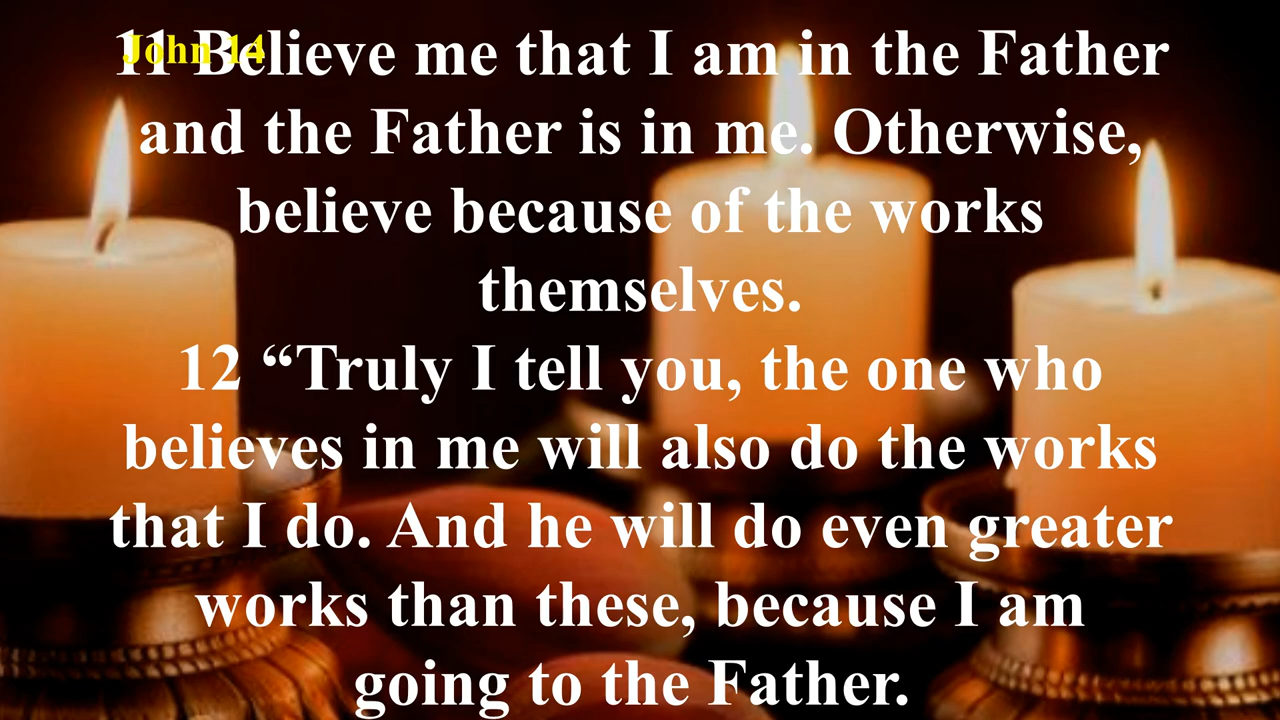 John 14
11 Believe me that I am in the Father
and the Father is in me. Otherwise,
believe because of the works
themselves.
12 “Truly I tell you, the one who
believes in me will also do the works
that I do. And he will do even greater
works than these, because I am
going to the Father.